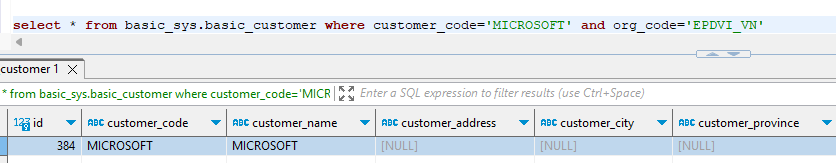 select * from basic_sys.basic_customer where customer_code='MICROSOFT' and org_code='EPDVI_VN'
customer 1
* from basic_sys.basic_customer where customer_code='MICR
Enter a SQL expression to filter results (use Ctrl+Space)
123 id ABC customer_code ABC customer_name ABC customer_address ABC customer_city ABC customer_province
384 MICROSOFT MICROSOFT [NULL] [NULL] [NULL]